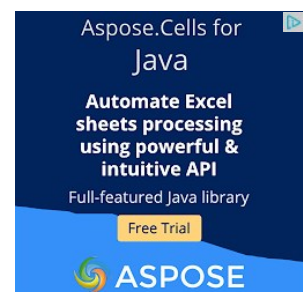 Aspose.Cells for
Java
Automate Excel
sheets processing
using powerful &
intuitive API
Full-featured Java library
Free Trial
ASPOSE